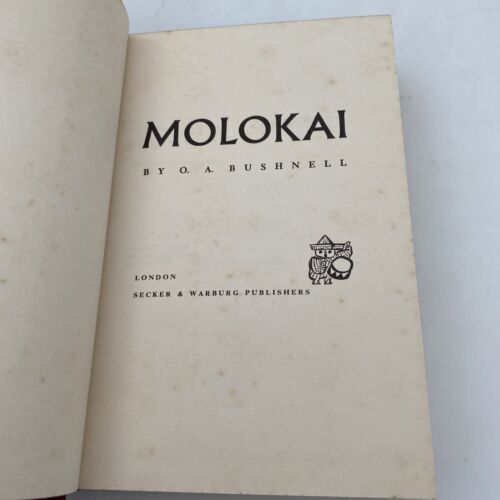 MOLOKAI
BY O. A. BUSHNELL
LONDON
SECKER & WARBURG PUBLISHERS